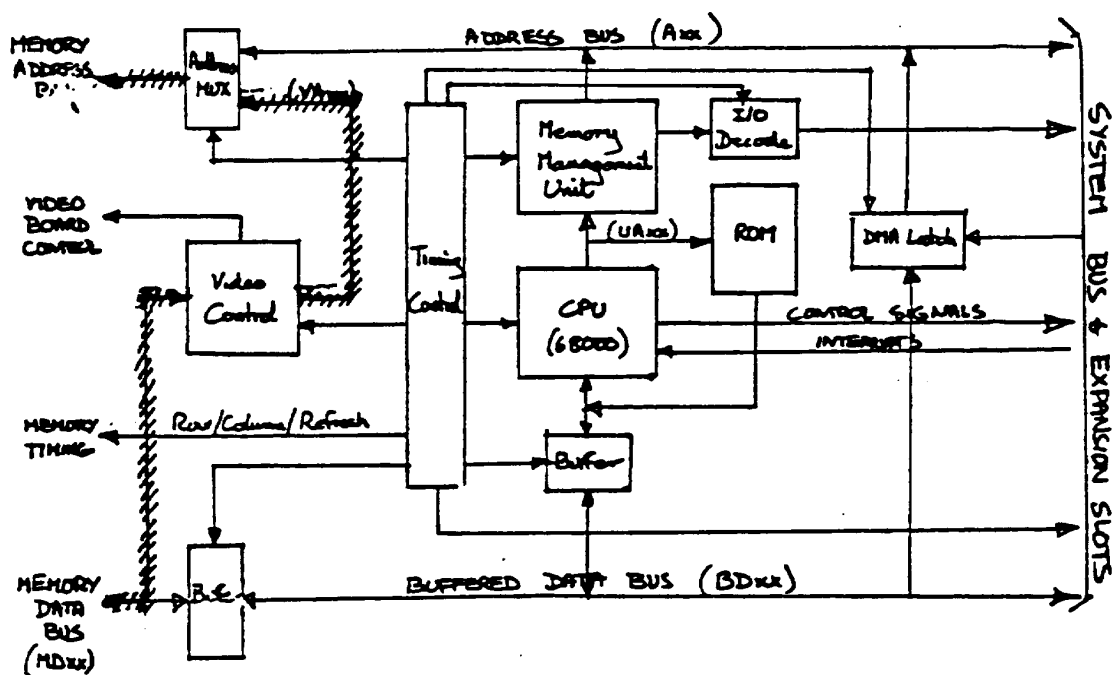 MEMORY
ADDRESS
ADDRESS BUS (Axx)
Address
MUX
I/O
Decode
Memory
Management
Unit
VIDEO
BOARD
CONTROL
(UAxx)
ROM
DMA Latch
Timing
Control
Video
Control
CPU
(68000)
CONTROL SIGNALS
INTERRUPTS
MEMORY
TIMING
Row/Column/Refresh
Buffer
MEMORY
DATA
BUS
(MDxx)
BUFFERED DATA BUS (BDxx)
SYSTEM BUS & EXPANSION SLOTS